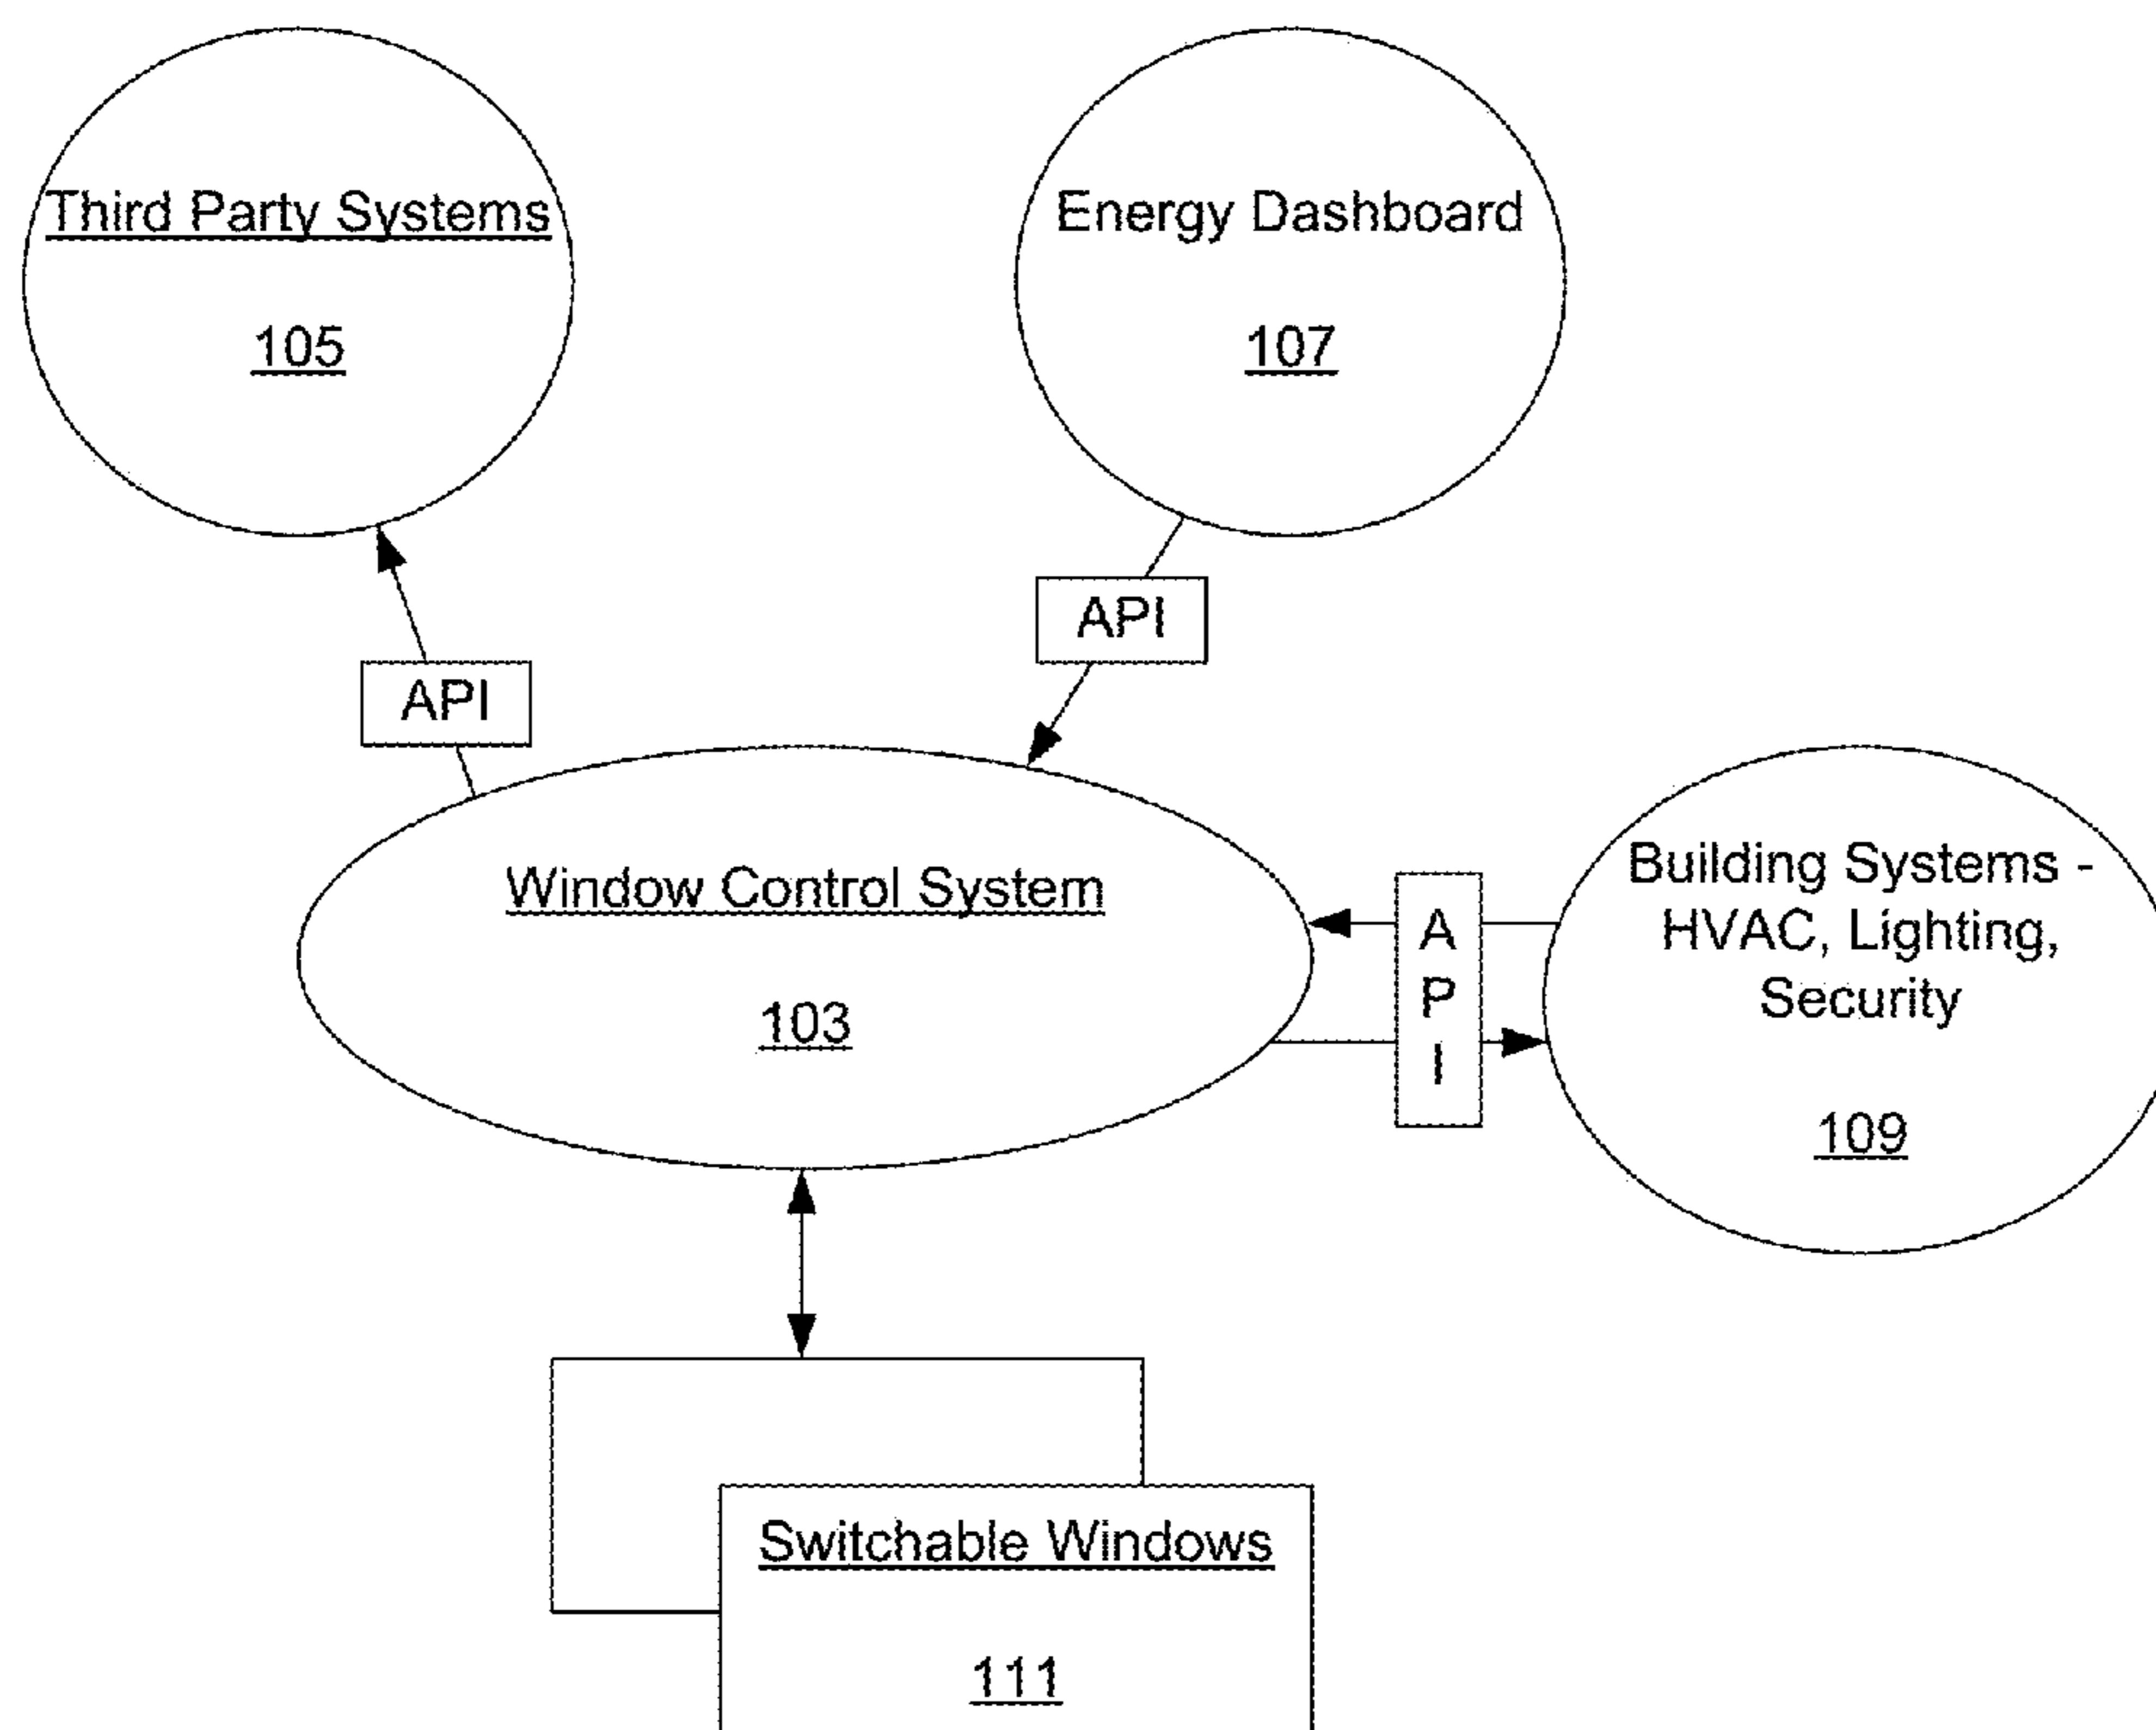 Third Party Systems
105
Energy Dashboard
107
API
API
Window Control System
103
A
P
I
Building Systems -
HVAC, Lighting,
Security
109
Switchable Windows
111